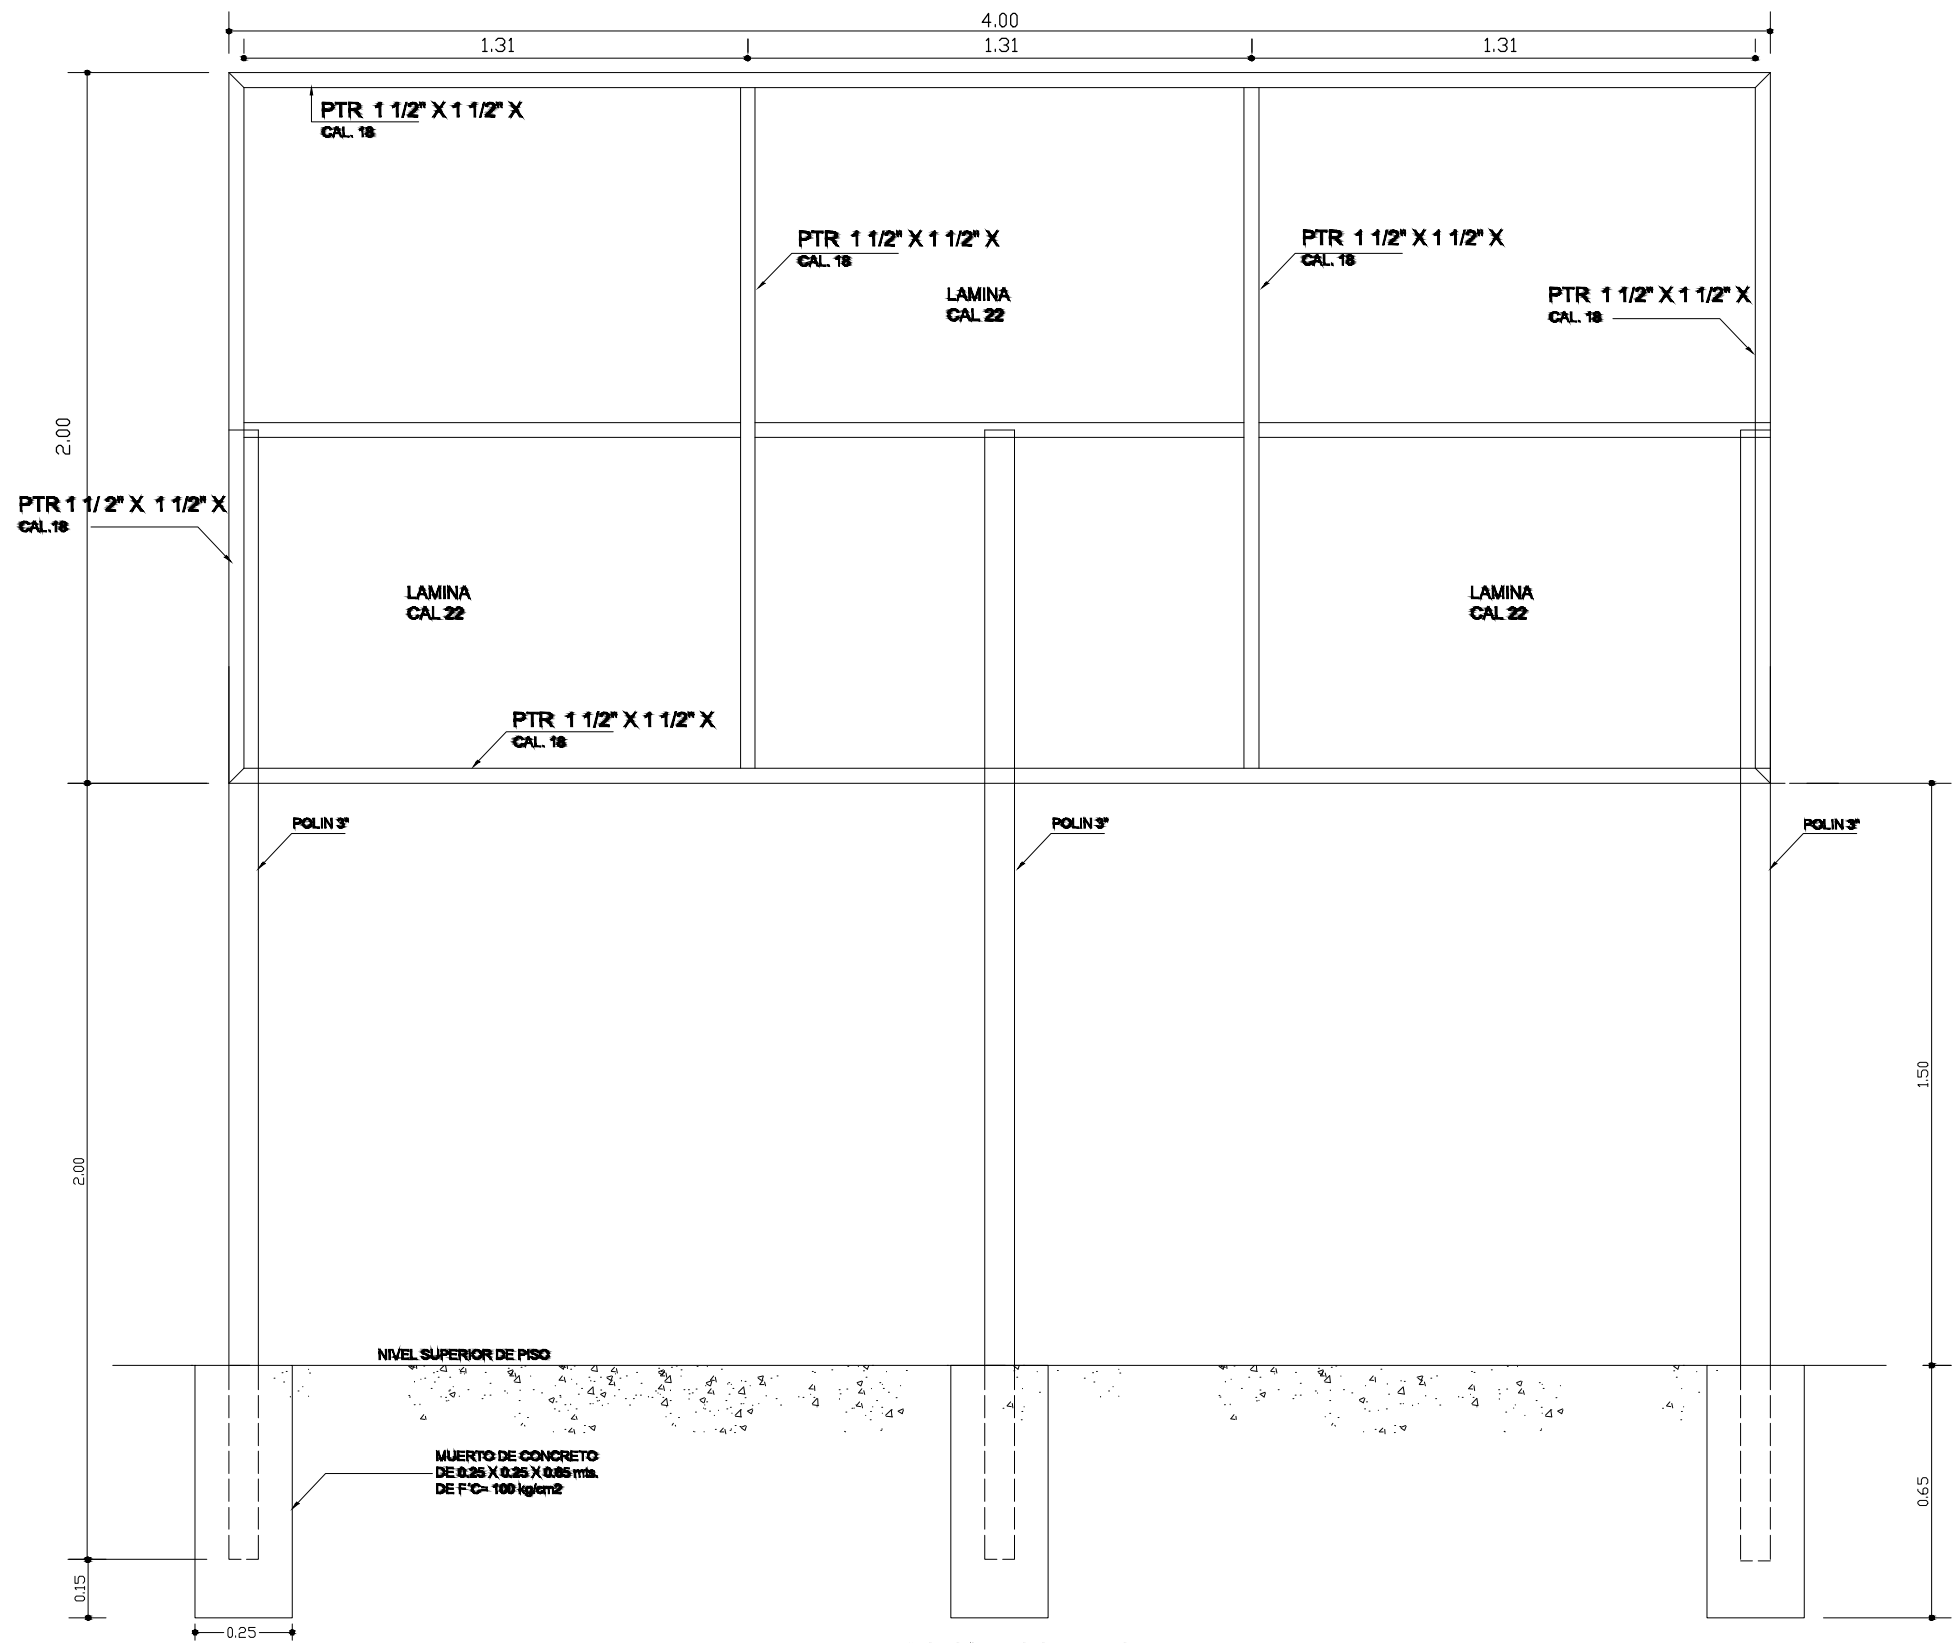 4.00
1.31
1.31
1.31
PTR 1 1/2" X 1 1/2" X
CAL. 18
PTR 1 1/2" X 1 1/2" X
CAL. 18
PTR 1 1/2" X 1 1/2" X
CAL. 18
LAMINA
CAL 22
PTR 1 1/2" X 1 1/2" X
CAL. 18
2.00
PTR 1 1/ 2" X 1 1/2" X
CAL.18
LAMINA
CAL 22
LAMINA
CAL 22
PTR 1 1/2" X 1 1/2" X
CAL. 18
POLIN 3"
POLIN 3"
POLIN 3"
1.50
2.00
NIVEL SUPERIOR DE PISO
MUERTO DE CONCRETO
DE 0.25 X 0.25 X 0.65 mts.
DE F'C= 100 kg/cm2
0.65
0.15
0.25